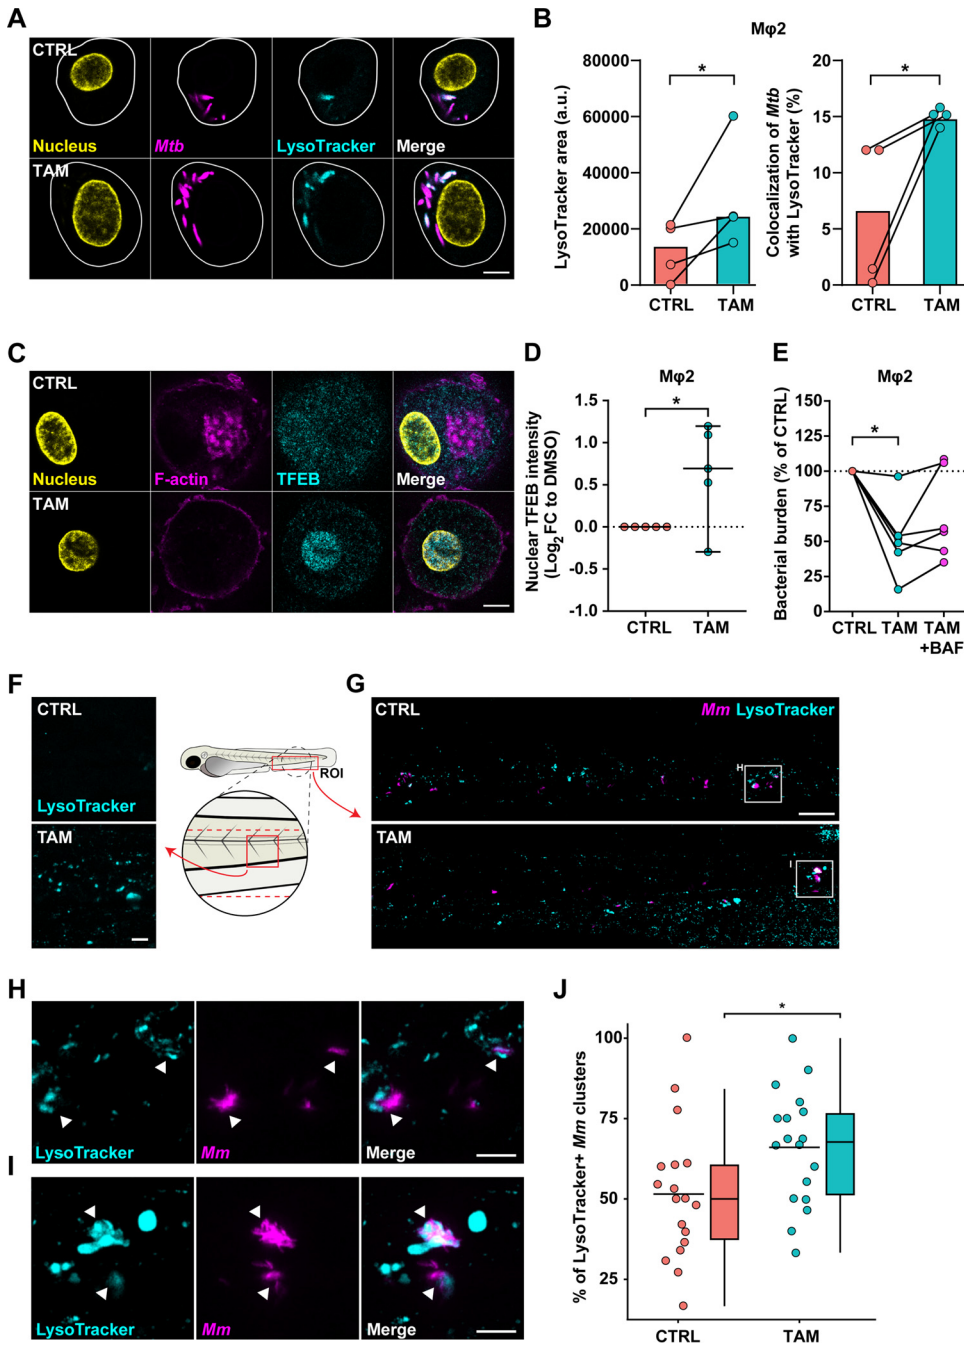 A
CTRL
Nucleus
Mtb
LysoTracker
Merge
TAM
B
Mφ2
LysoTracker area (a.u.)
80000
60000
40000
20000
0
CTRL
TAM
*
Colocalization of Mtb
with LysoTracker (%)
20
15
10
5
0
CTRL
TAM
*
C
CTRL
Nucleus
F-actin
TFEB
Merge
TAM
D
Mφ2
Nuclear TFEB intensity
(Log2FC to DMSO)
1.5
1.0
0.5
0.0
-0.5
-1.0
CTRL
TAM
*
E
Mφ2
Bacterial burden (% of CTRL)
150
125
100
75
50
25
0
CTRL
TAM
TAM
+BAF
*
F
CTRL
LysoTracker
TAM
ROI
G
CTRL
Mm LysoTracker
H
TAM
I
H
LysoTracker
Mm
Merge
I
LysoTracker
Mm
Merge
J
% of LysoTracker+ Mm clusters
100
75
50
25
CTRL
TAM
*